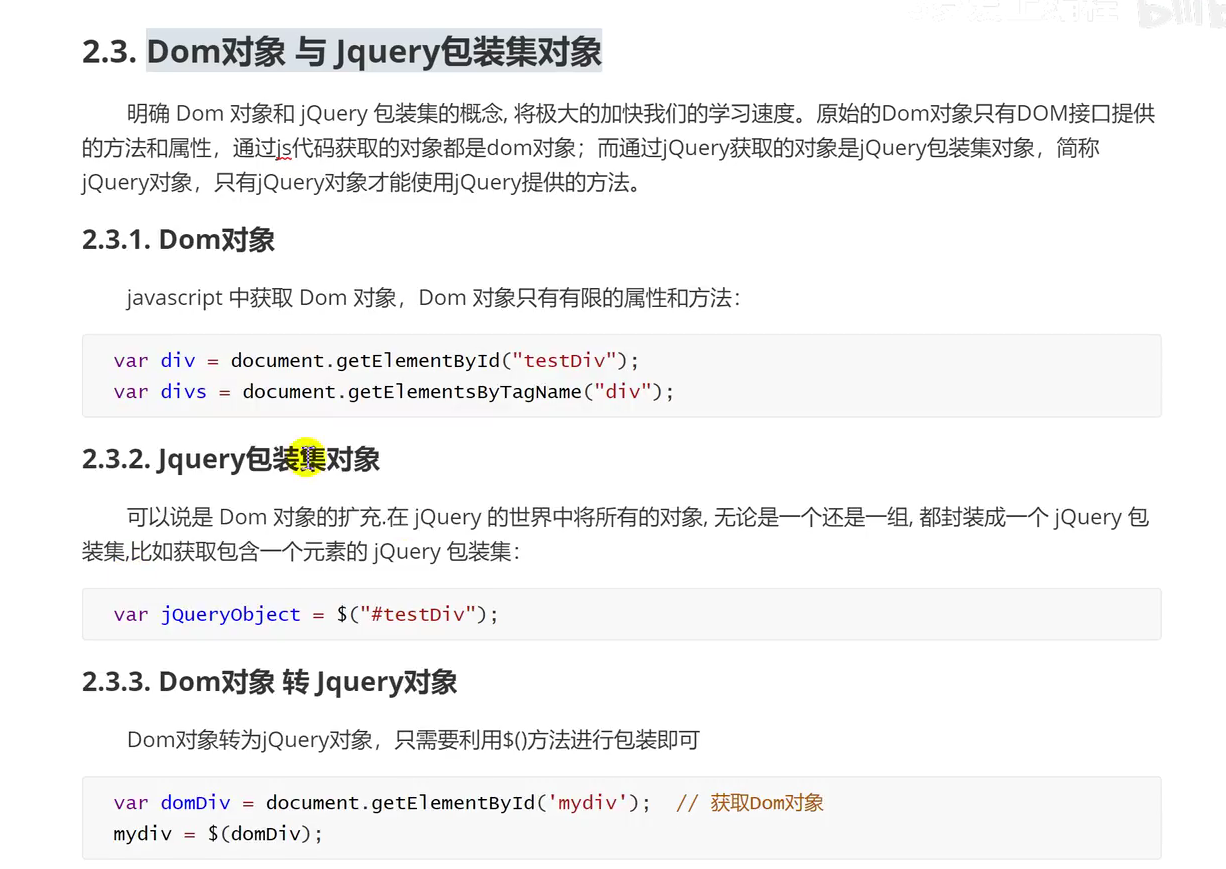 2.3. Dom对象 与 Jquery包装集对象
明确 Dom 对象和 jQuery 包装集的概念, 将极大的加快我们的学习速度。原始的Dom对象只有DOM接口提供
的方法和属性，通过js代码获取的对象都是dom对象；而通过jQuery获取的对象是jQuery包装集对象，简称
jQuery对象，只有jQuery对象才能使用jQuery提供的方法。
2.3.1. Dom对象
javascript 中获取 Dom 对象，Dom 对象只有有限的属性和方法：
var div = document.getElementById("testDiv");
var divs = document.getElementsByTagName("div");
2.3.2. Jquery包装集对象
可以说是 Dom 对象的扩充.在 jQuery 的世界中将所有的对象, 无论是一个还是一组, 都封装成一个 jQuery 包
装集,比如获取包含一个元素的 jQuery 包装集：
var jQueryObject = $("#testDiv");
2.3.3. Dom对象 转 Jquery对象
Dom对象转为jQuery对象，只需要利用$()方法进行包装即可
var domDiv = document.getElementById('mydiv');  // 获取Dom对象
mydiv = $(domDiv);